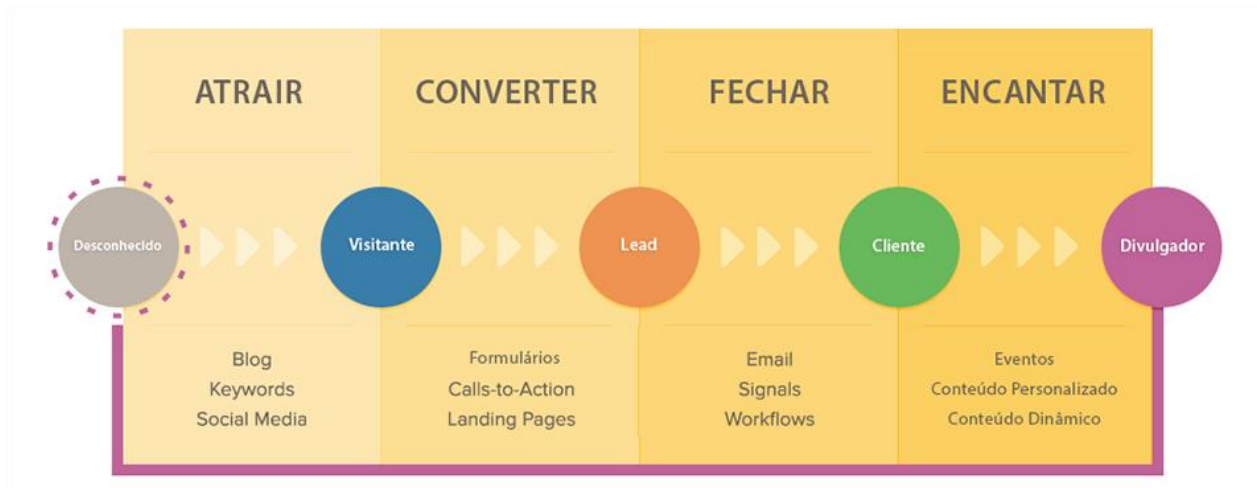 ATRAIR
CONVERTER
FECHAR
ENCANTAR
Desconhecido
Visitante
Lead
Cliente
Divulgador
Blog
Keywords
Social Media
Formulários
Calls-to-Action
Landing Pages
Email
Signals
Workflows
Eventos
Conteúdo Personalizado
Conteúdo Dinâmico